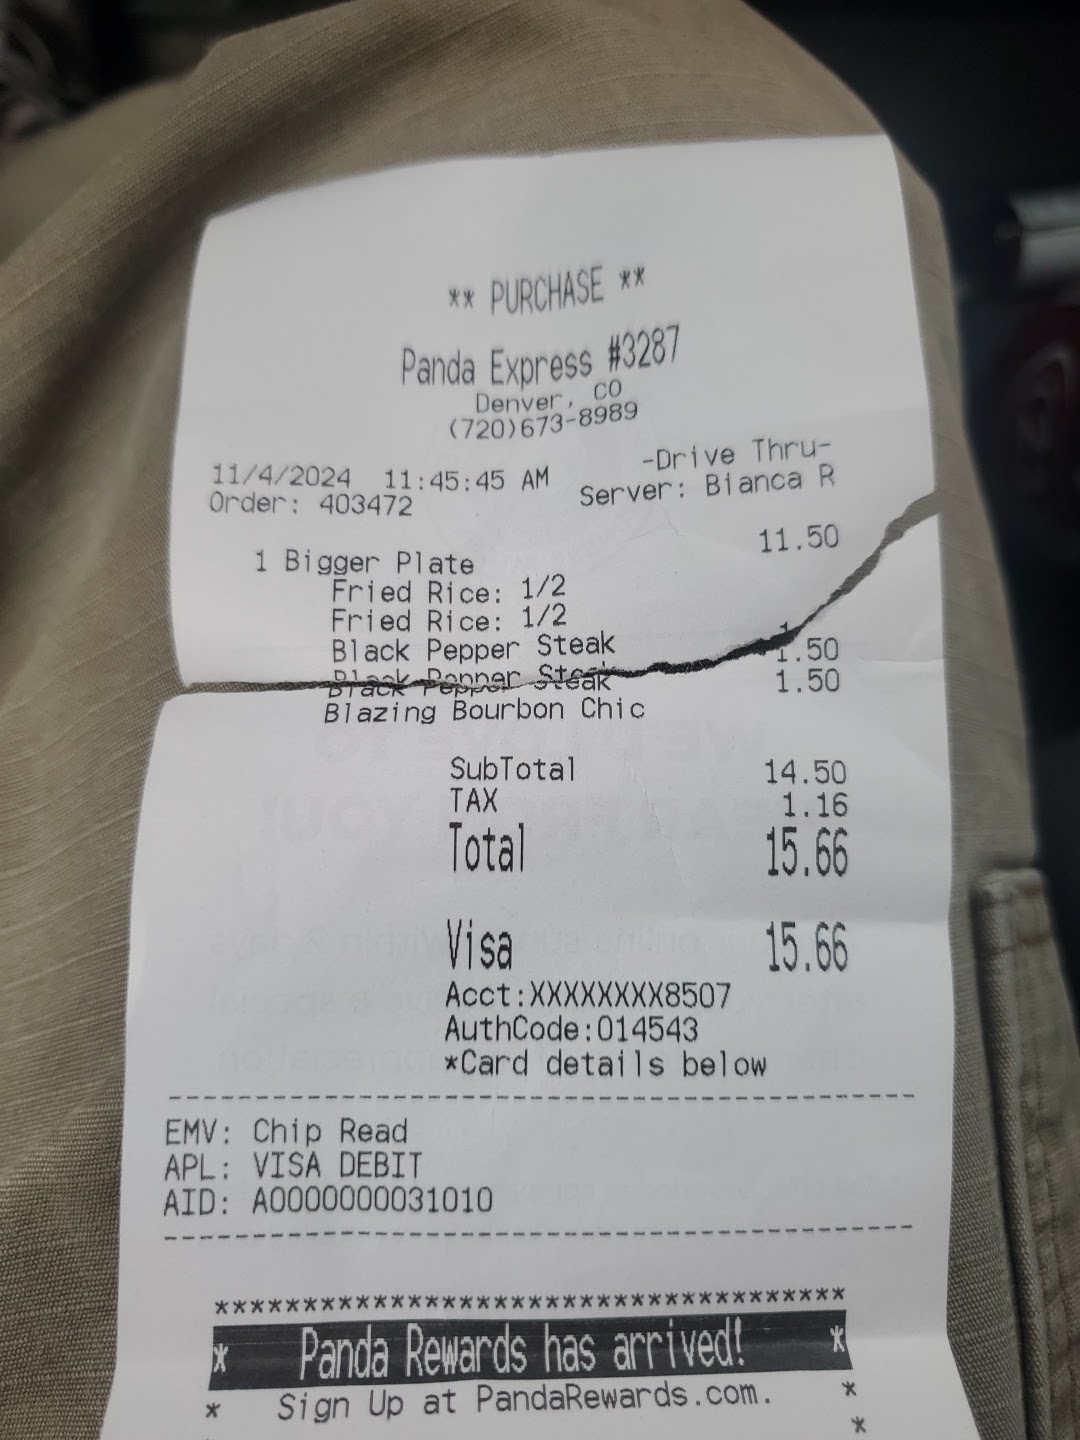 ** PURCHASE **
Panda Express #3287
Denver, CO
(720)673-8989
-Drive Thru-
11/4/2024 11:45:45 AM
Server: Bianca R
Order: 403472
1 Bigger Plate 11.50
Fried Rice: 1/2
Fried Rice: 1/2
Black Pepper Steak 1.50
Black Pepper Steak 1.50
Blazing Bourbon Chic
SubTotal 14.50
TAX 1.16
Total 15.66
Visa 15.66
Acct:XXXXXXXX8507
AuthCode:014543
*Card details below
--------------------------------------------------
EMV: Chip Read
APL: VISA DEBIT
AID: A0000000031010
--------------------------------------------------
************************************
* Panda Rewards has arrived! *
* Sign Up at PandaRewards.com. *
*